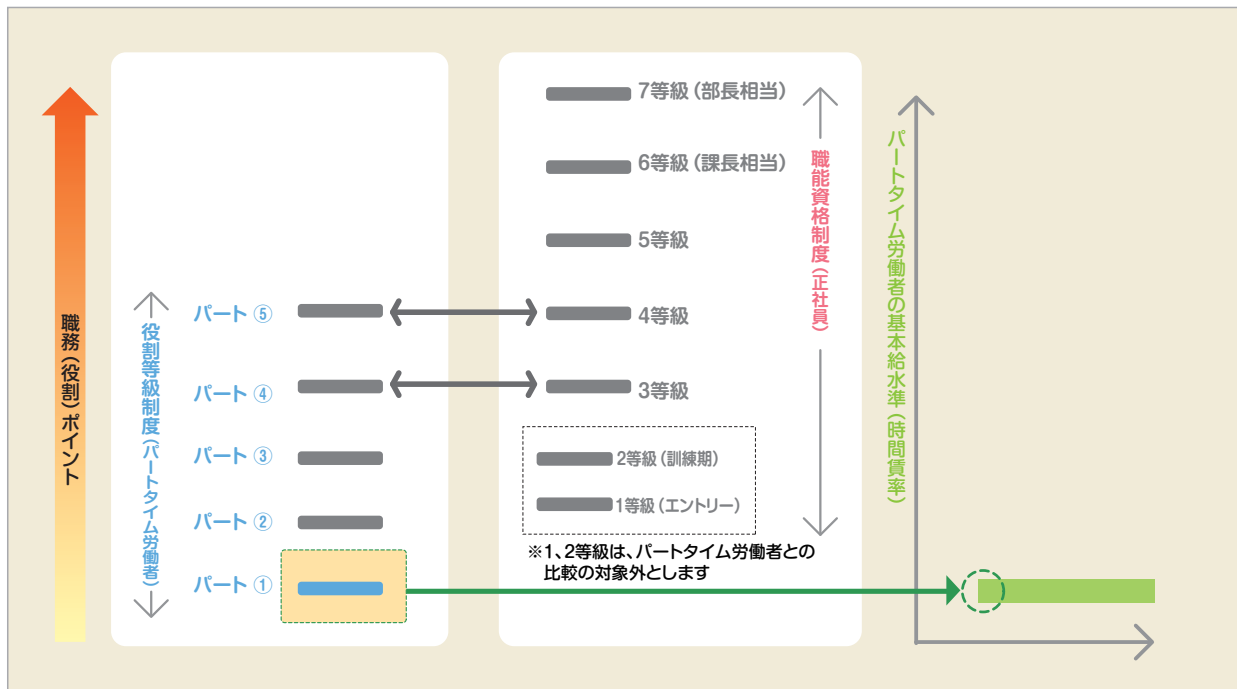 職務（役割）ポイント
役割等級制度（パートタイム労働者）
パート ⑤
パート ④
パート ③
パート ②
パート ①
7等級（部長相当）
6等級（課長相当）
5等級
4等級
3等級
2等級（訓練期）
1等級（エントリー）
※1、2等級は、パートタイム労働者との
比較の対象外とします
職能資格制度（正社員）
パートタイム労働者の基本給水準（時間賃率）